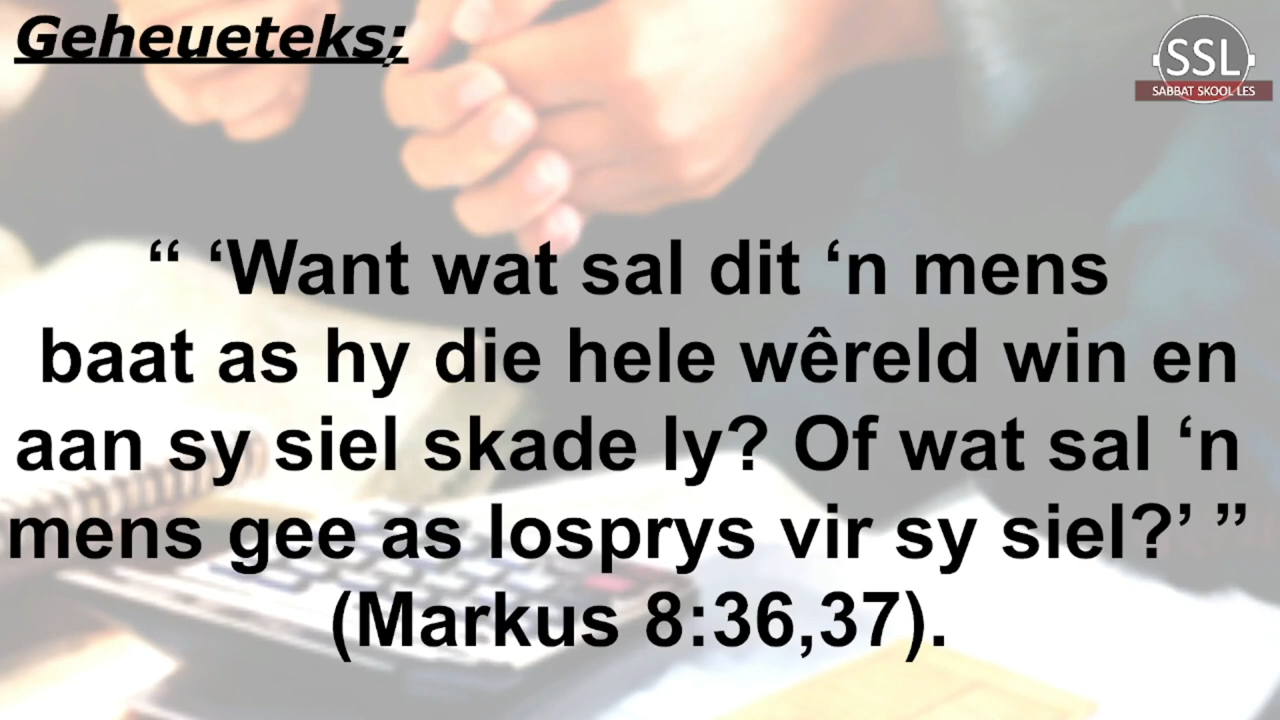 Geheueteks;
SSL
SABBAT SKOOL LES
“ ‘Want wat sal dit ‘n mens
baat as hy die hele wêreld win en
aan sy siel skade ly? Of wat sal ‘n
mens gee as losprys vir sy siel?’ ”
(Markus 8:36,37).